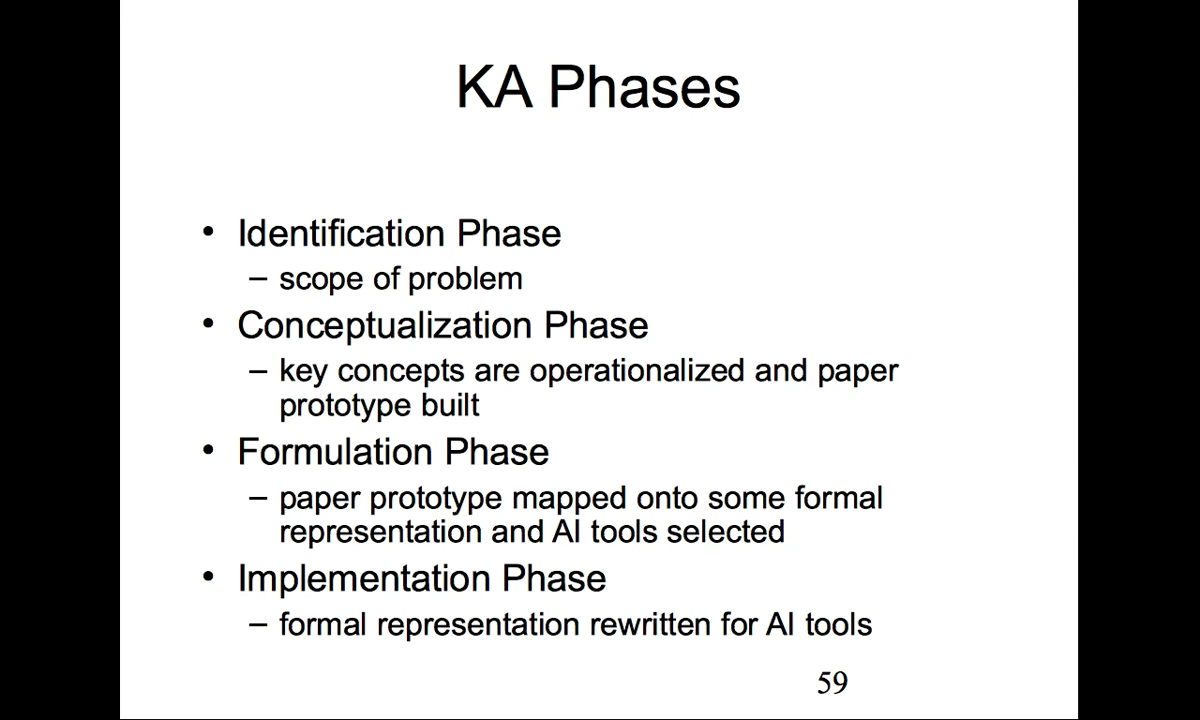 KA Phases
• Identification Phase
– scope of problem
• Conceptualization Phase
– key concepts are operationalized and paper
prototype built
• Formulation Phase
– paper prototype mapped onto some formal
representation and AI tools selected
• Implementation Phase
– formal representation rewritten for AI tools
59